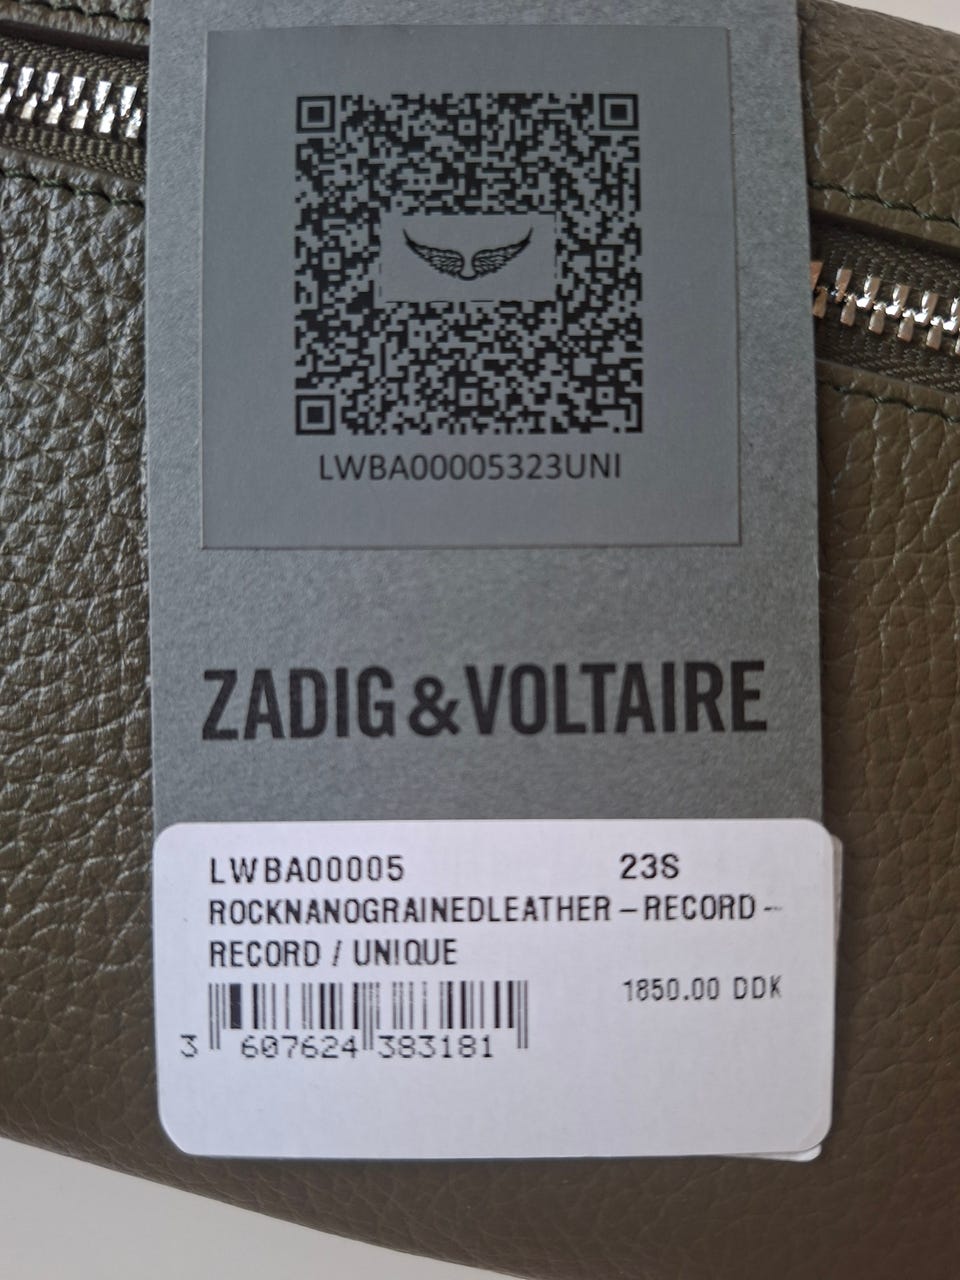 LWBA00005323UNI
ZADIG & VOLTAIRE
LWBA00005 23S
ROCKNANOGRAINEDLEATHER - RECORD -
RECORD / UNIQUE
1850.00 DDK
3 607624 383181